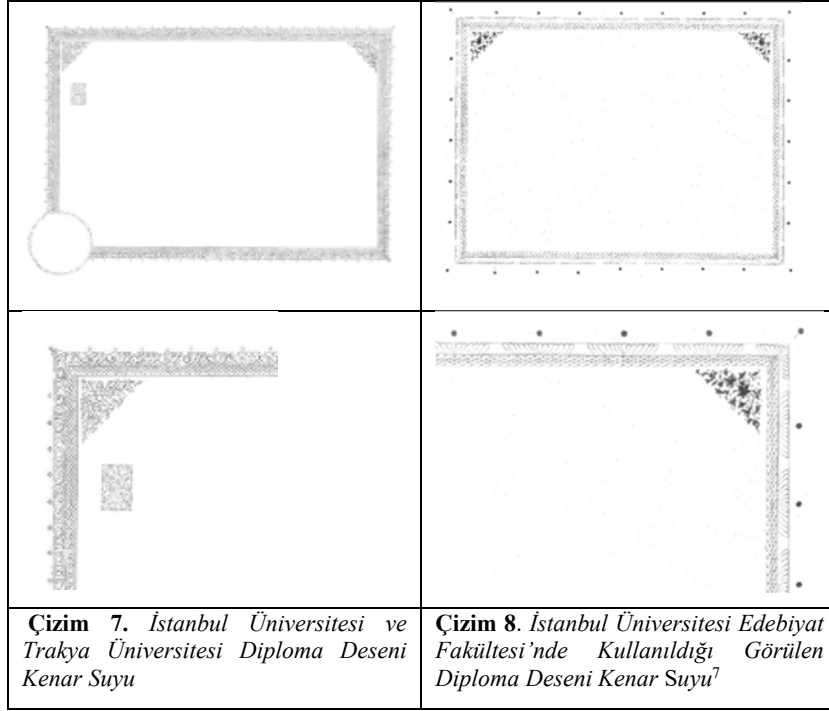 Çizim 7. İstanbul Üniversitesi ve
Trakya Üniversitesi Diploma Deseni
Kenar Suyu
Çizim 8. İstanbul Üniversitesi Edebiyat
Fakültesi’nde Kullanıldığı Görülen
Diploma Deseni Kenar Suyu7